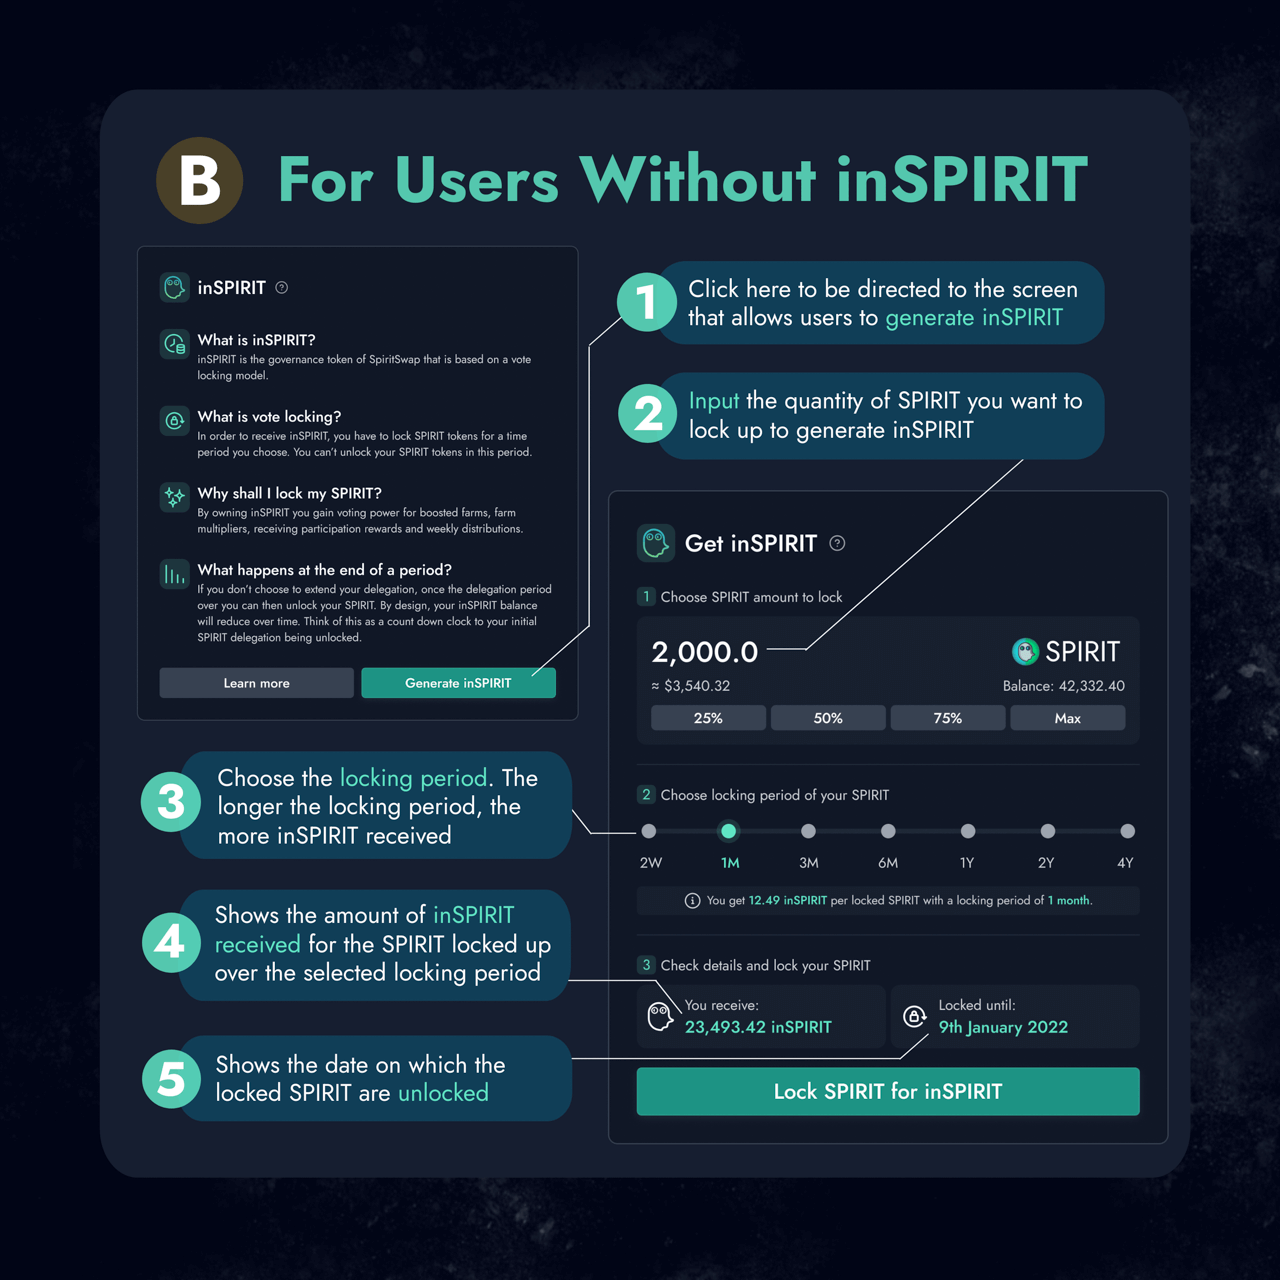 B
For Users Without inSPIRIT
inSPIRIT ?
What is inSPIRIT?
inSPIRIT is the governance token of SpiritSwap that is based on a vote
locking model.
What is vote locking?
In order to receive inSPIRIT, you have to lock SPIRIT tokens for a time
period you choose. You can't unlock your SPIRIT tokens in this period.
Why shall I lock my SPIRIT?
By owning inSPIRIT you gain voting power for boosted farms, farm
multipliers, receiving participation rewards and weekly distributions.
What happens at the end of a period?
If you don't choose to extend your delegation, once the delegation period
over you can then unlock your SPIRIT. By design, your inSPIRIT balance
will reduce over time. Think of this as a count down clock to your initial
SPIRIT delegation being unlocked.
Learn more
Generate inSPIRIT
1
Click here to be directed to the screen
that allows users to generate inSPIRIT
2
Input the quantity of SPIRIT you want to
lock up to generate inSPIRIT
3
Choose the locking period. The
longer the locking period, the
more inSPIRIT received
4
Shows the amount of inSPIRIT
received for the SPIRIT locked up
over the selected locking period
5
Shows the date on which the
locked SPIRIT are unlocked
Get inSPIRIT ?
1 Choose SPIRIT amount to lock
2,000.0
SPIRIT
≈ $3,540.32
Balance: 42,332.40
25%
50%
75%
Max
2 Choose locking period of your SPIRIT
2W 1M 3M 6M 1Y 2Y 4Y
i You get 12.49 inSPIRIT per locked SPIRIT with a locking period of 1 month.
3 Check details and lock your SPIRIT
You receive:
23,493.42 inSPIRIT
Locked until:
9th January 2022
Lock SPIRIT for inSPIRIT